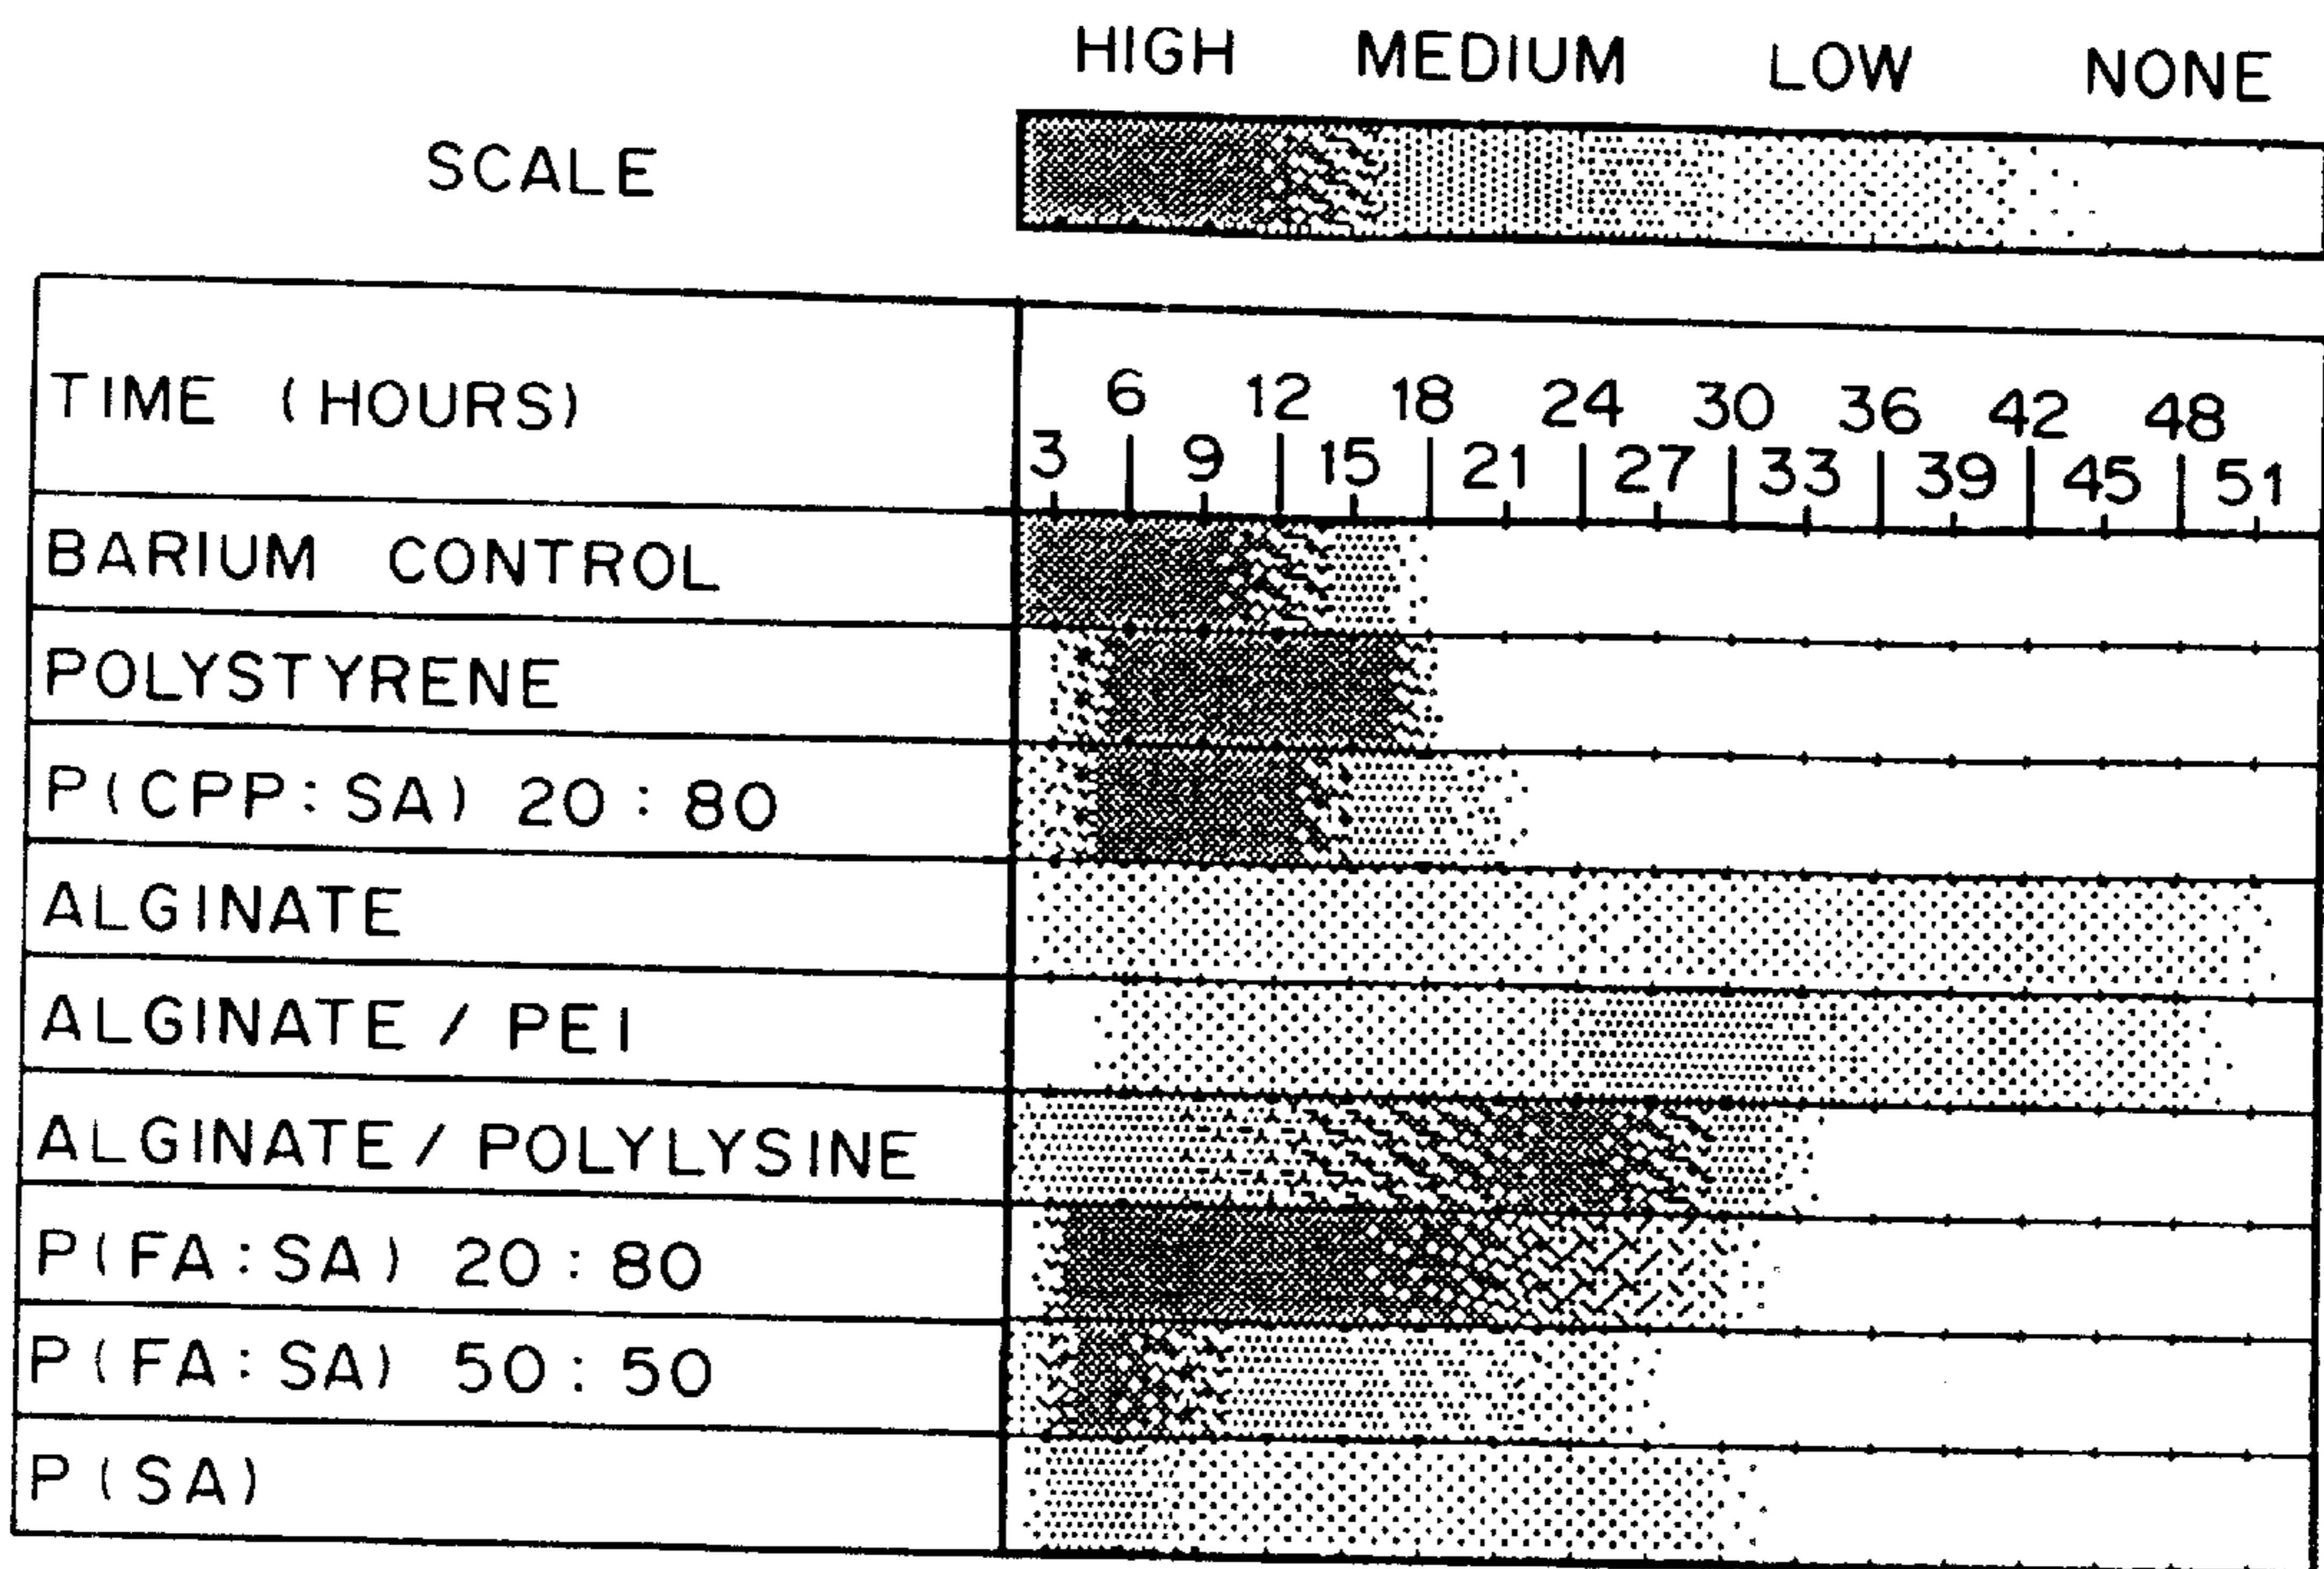 HIGH MEDIUM LOW NONE
SCALE
TIME (HOURS)
6 12 18 24 30 36 42 48
3 9 15 21 27 33 39 45 51
BARIUM CONTROL
POLYSTYRENE
P(CPP:SA) 20:80
ALGINATE
ALGINATE / PEI
ALGINATE / POLYLYSINE
P(FA:SA) 20:80
P(FA:SA) 50:50
P(SA)